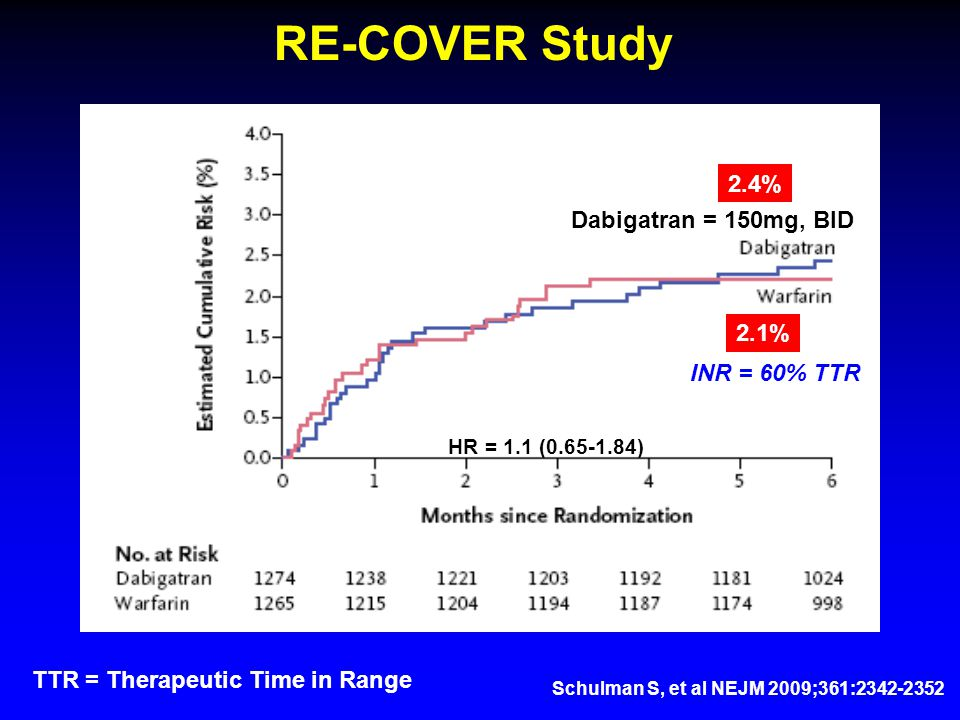 RE-COVER Study
4.0
3.5
3.0
2.5
2.0
1.5
1.0
0.5
0.0
Estimated Cumulative Risk (%)
2.4%
Dabigatran = 150mg, BID
Dabigatran
Warfarin
2.1%
INR = 60% TTR
HR = 1.1 (0.65-1.84)
0 1 2 3 4 5 6
Months since Randomization
No. at Risk
Dabigatran 1274 1238 1221 1203 1192 1181 1024
Warfarin 1265 1215 1204 1194 1187 1174 998
TTR = Therapeutic Time in Range
Schulman S, et al NEJM 2009;361:2342-2352